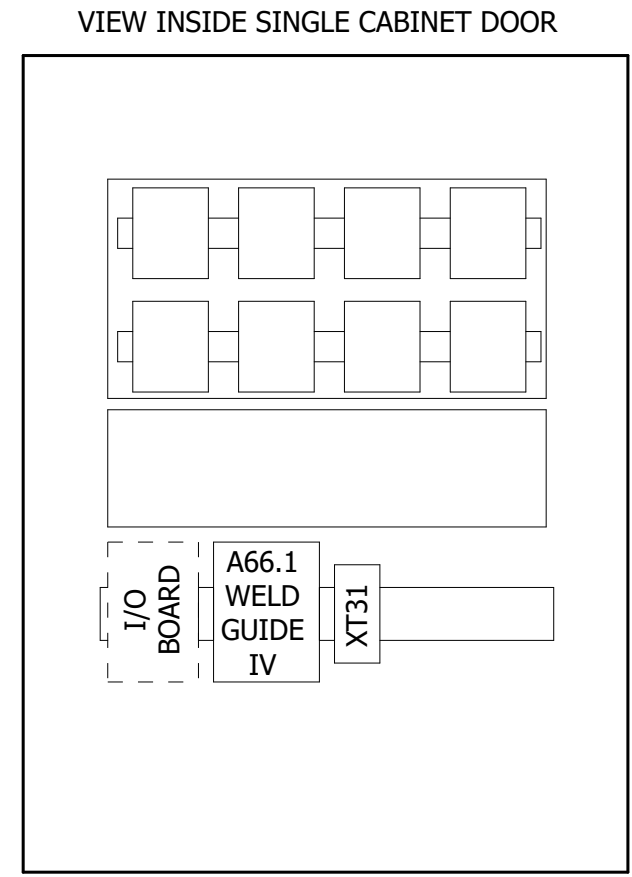 VIEW INSIDE SINGLE CABINET DOOR
I/O
BOARD
A66.1
WELD
GUIDE
IV
XT31